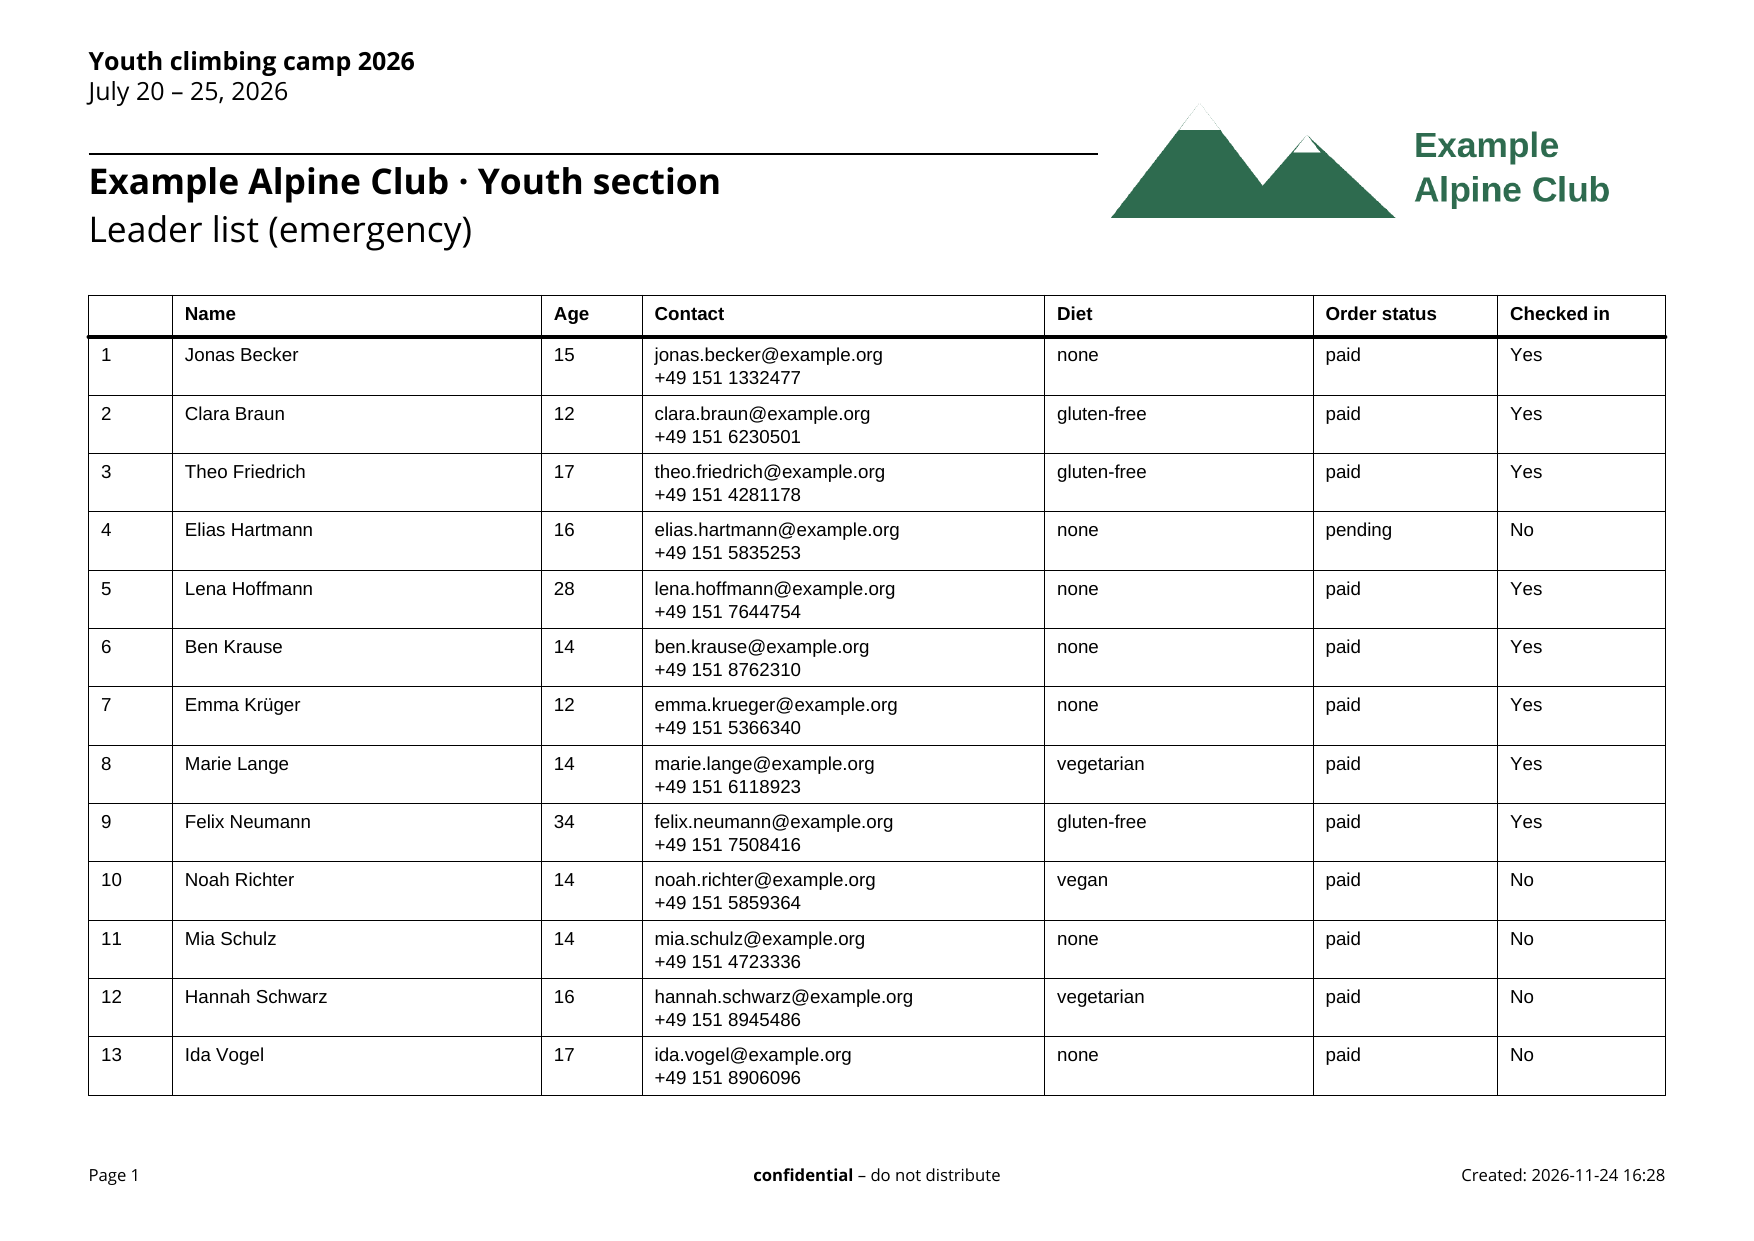 Youth climbing camp 2026
July 20 – 25, 2026
Example
Alpine Club
Example Alpine Club · Youth section
Leader list (emergency)
Name Age Contact Diet Order status Checked in
1 Jonas Becker 15 jonas.becker@example.org none paid Yes
+49 151 1332477
2 Clara Braun 12 clara.braun@example.org gluten-free paid Yes
+49 151 6230501
3 Theo Friedrich 17 theo.friedrich@example.org gluten-free paid Yes
+49 151 4281178
4 Elias Hartmann 16 elias.hartmann@example.org none pending No
+49 151 5835253
5 Lena Hoffmann 28 lena.hoffmann@example.org none paid Yes
+49 151 7644754
6 Ben Krause 14 ben.krause@example.org none paid Yes
+49 151 8762310
7 Emma Krüger 12 emma.krueger@example.org none paid Yes
+49 151 5366340
8 Marie Lange 14 marie.lange@example.org vegetarian paid Yes
+49 151 6118923
9 Felix Neumann 34 felix.neumann@example.org gluten-free paid Yes
+49 151 7508416
10 Noah Richter 14 noah.richter@example.org vegan paid No
+49 151 5859364
11 Mia Schulz 14 mia.schulz@example.org none paid No
+49 151 4723336
12 Hannah Schwarz 16 hannah.schwarz@example.org vegetarian paid No
+49 151 8945486
13 Ida Vogel 17 ida.vogel@example.org none paid No
+49 151 8906096
Page 1 confidential – do not distribute Created: 2026-11-24 16:28